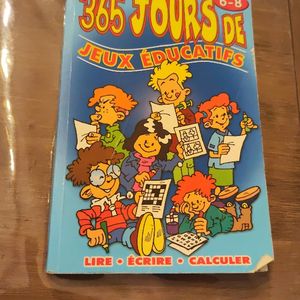 365 JOURS DE
6-8
JEUX ÉDUCATIFS
LIRE • ÉCRIRE • CALCULER